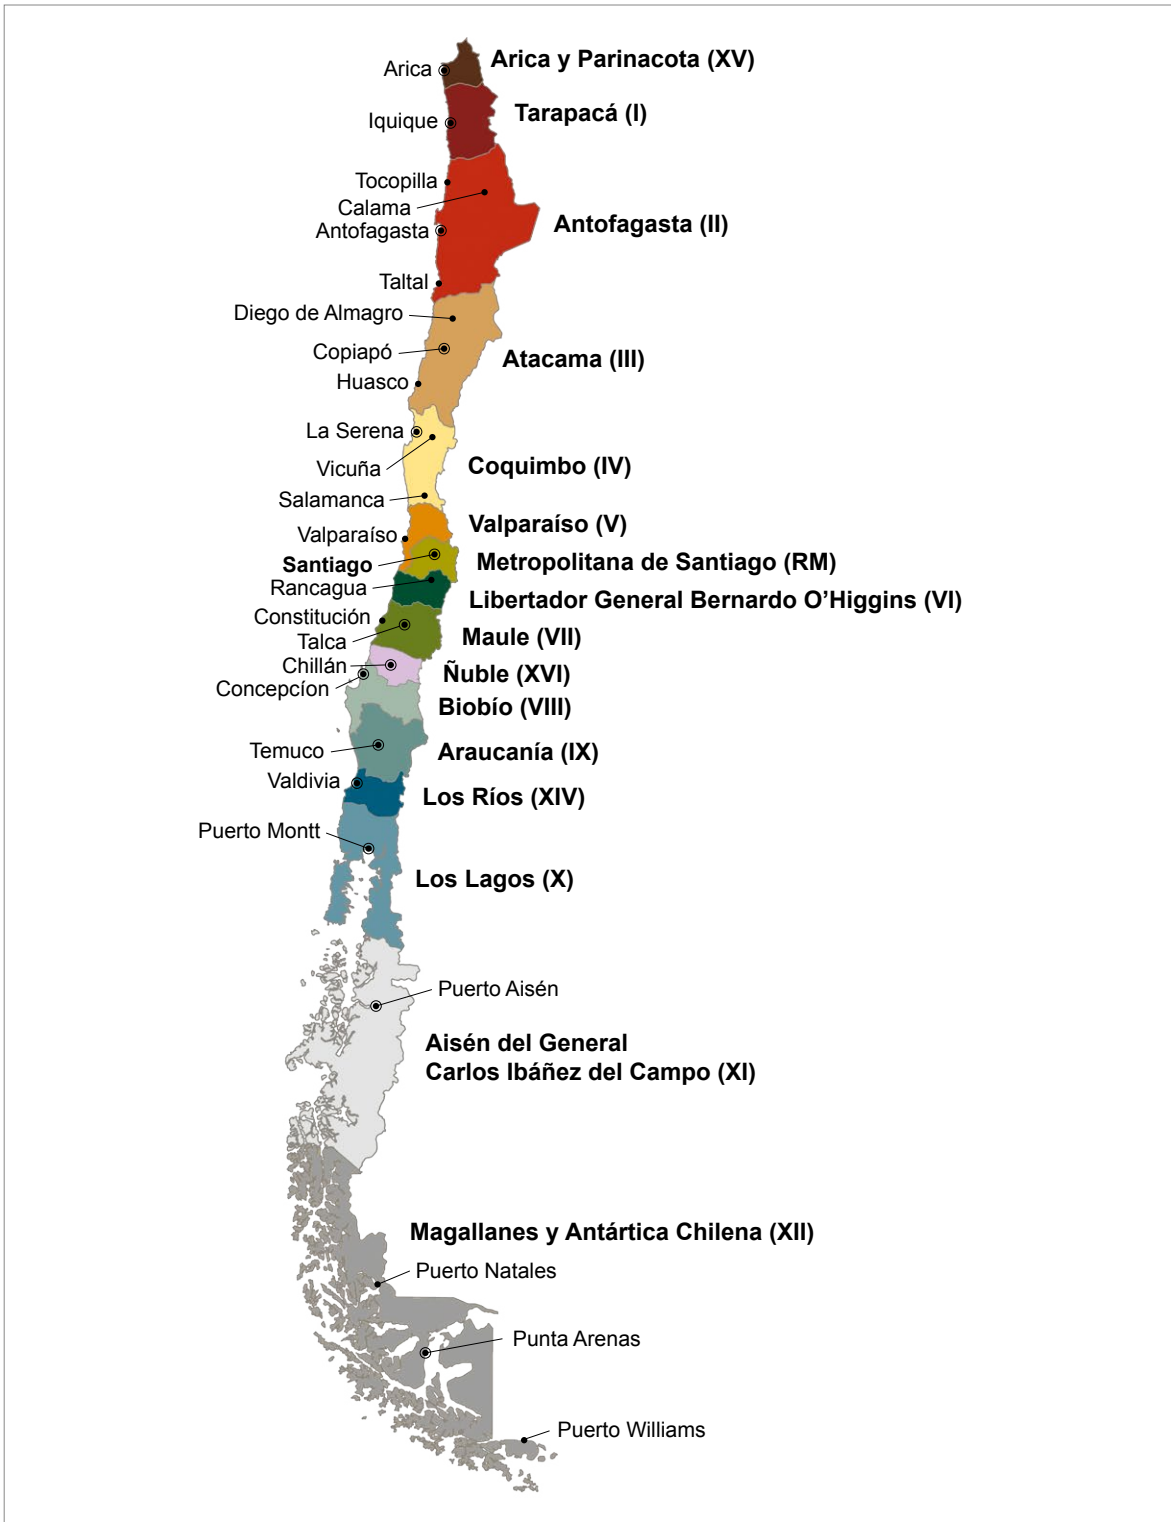 Arica
Arica y Parinacota (XV)
Tarapacá (I)
Iquique
Tocopilla
Calama
Antofagasta
Antofagasta (II)
Taltal
Diego de Almagro
Copiapó
Atacama (III)
Huasco
La Serena
Vicuña
Coquimbo (IV)
Salamanca
Valparaíso
Valparaíso (V)
Santiago
Metropolitana de Santiago (RM)
Rancagua
Libertador General Bernardo O’Higgins (VI)
Constitución
Talca
Maule (VII)
Chillán
Ñuble (XVI)
Concepcíon
Biobío (VIII)
Temuco
Araucanía (IX)
Valdivia
Los Ríos (XIV)
Puerto Montt
Los Lagos (X)
Puerto Aisén
Aisén del General
Carlos Ibáñez del Campo (XI)
Magallanes y Antártica Chilena (XII)
Puerto Natales
Punta Arenas
Puerto Williams